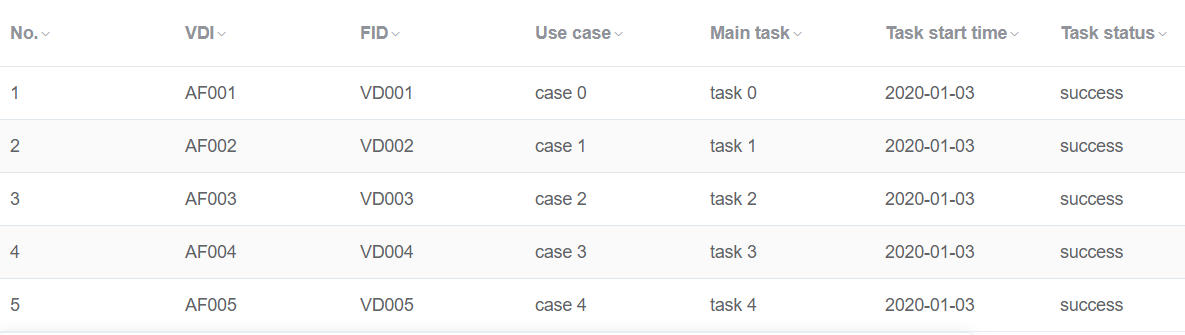 No. VDI FID Use case Main task Task start time Task status
1 AF001 VD001 case 0 task 0 2020-01-03 success
2 AF002 VD002 case 1 task 1 2020-01-03 success
3 AF003 VD003 case 2 task 2 2020-01-03 success
4 AF004 VD004 case 3 task 3 2020-01-03 success
5 AF005 VD005 case 4 task 4 2020-01-03 success